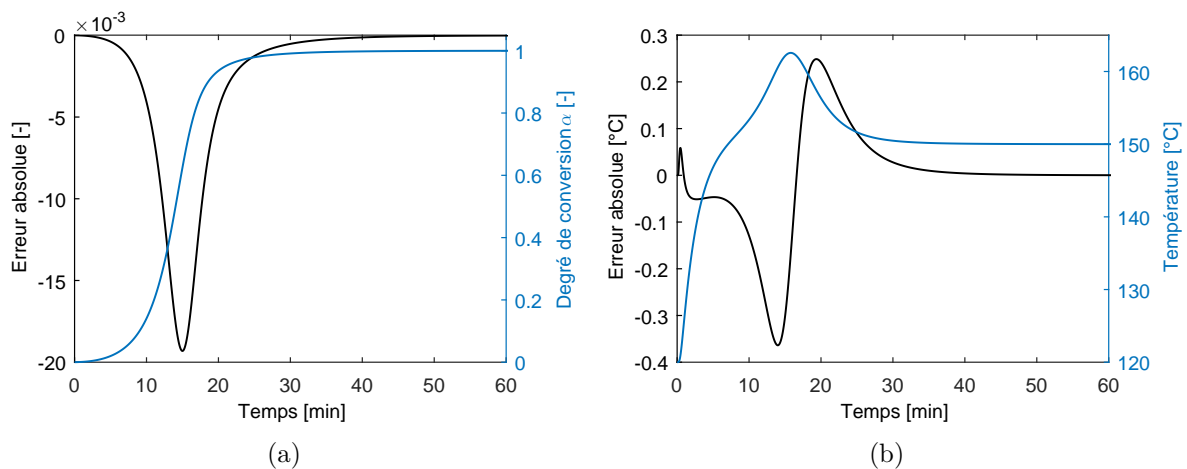 ×10⁻³
0
-5
-10
-15
-20
Erreur absolue [-]
1
0.8
0.6
0.4
0.2
0
Degré de conversion α [-]
0 10 20 30 40 50 60
Temps [min]
(a)
0.3
0.2
0.1
0
-0.1
-0.2
-0.3
-0.4
Erreur absolue [°C]
160
150
140
130
120
Température [°C]
0 10 20 30 40 50 60
Temps [min]
(b)